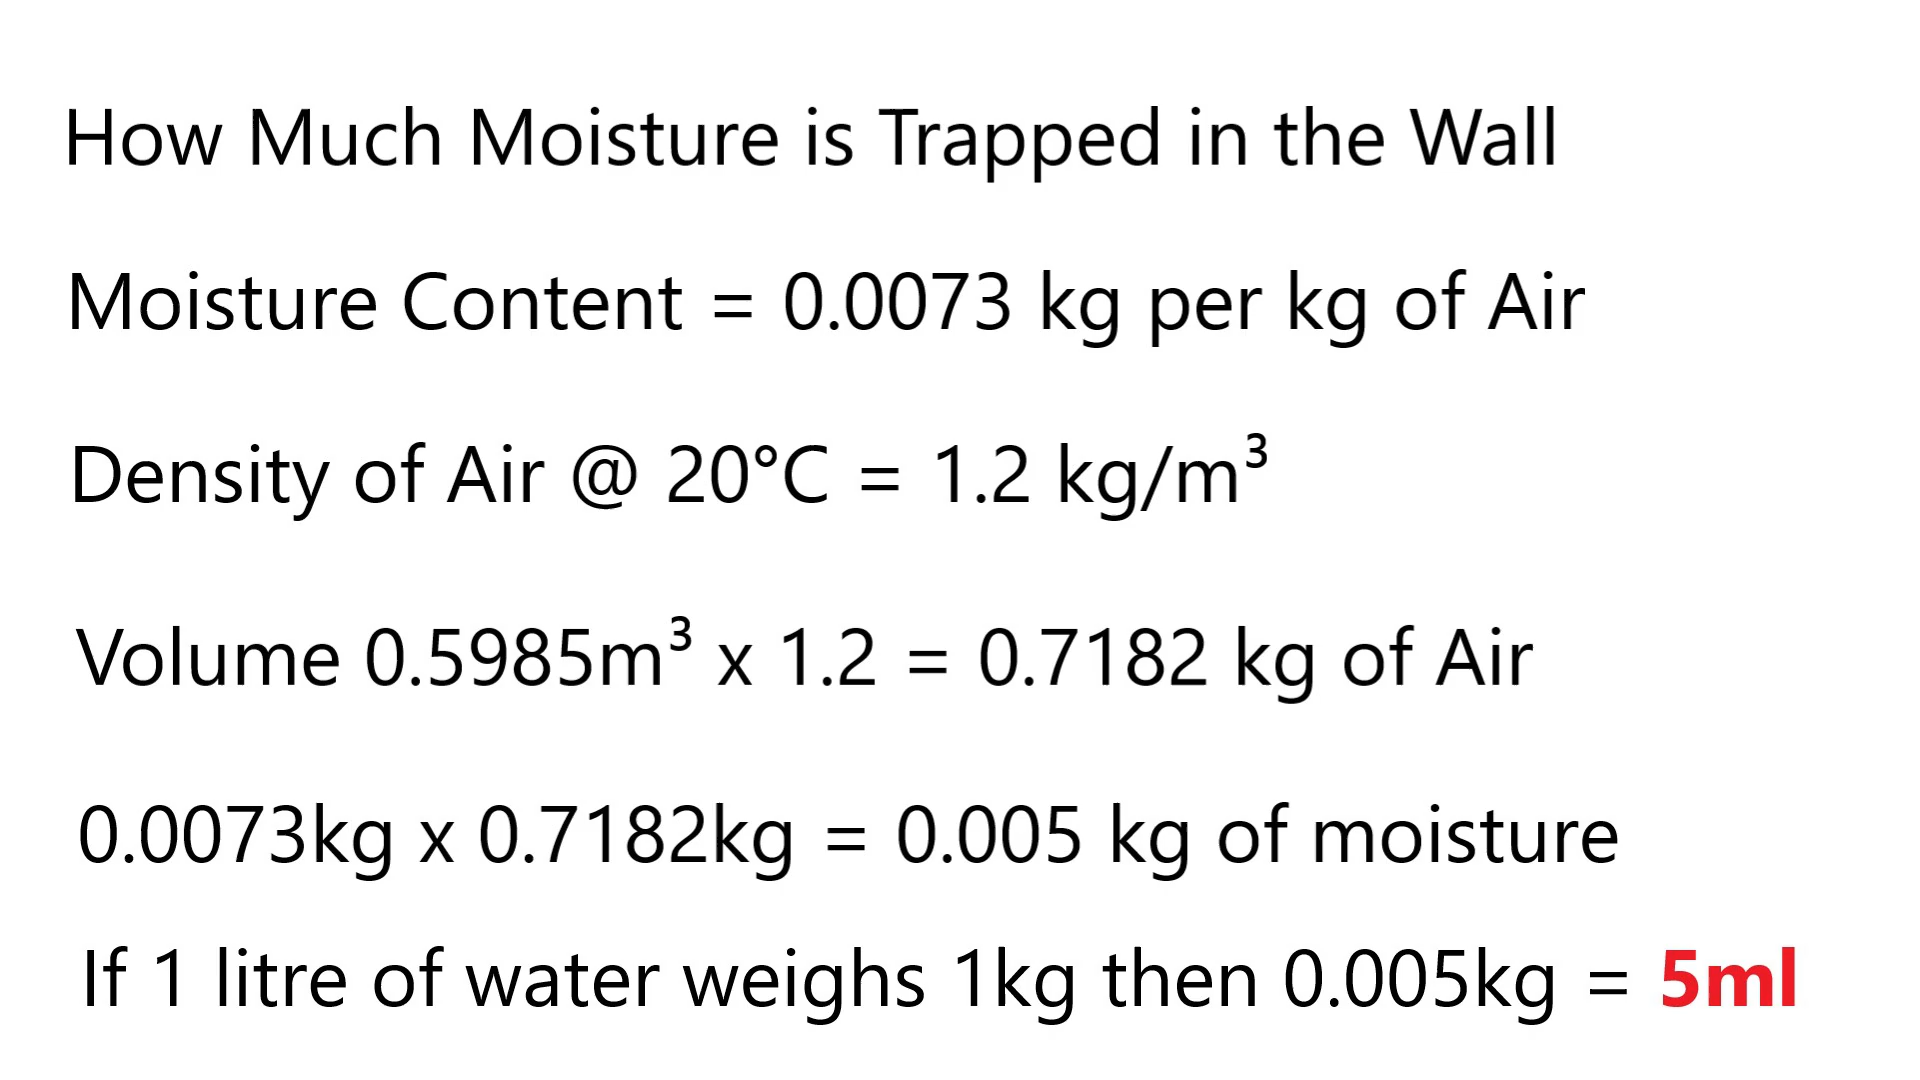 How Much Moisture is Trapped in the Wall
Moisture Content = 0.0073 kg per kg of Air
Density of Air @ 20°C = 1.2 kg/m³
Volume 0.5985m³ x 1.2 = 0.7182 kg of Air
0.0073kg x 0.7182kg = 0.005 kg of moisture
If 1 litre of water weighs 1kg then 0.005kg = 5ml